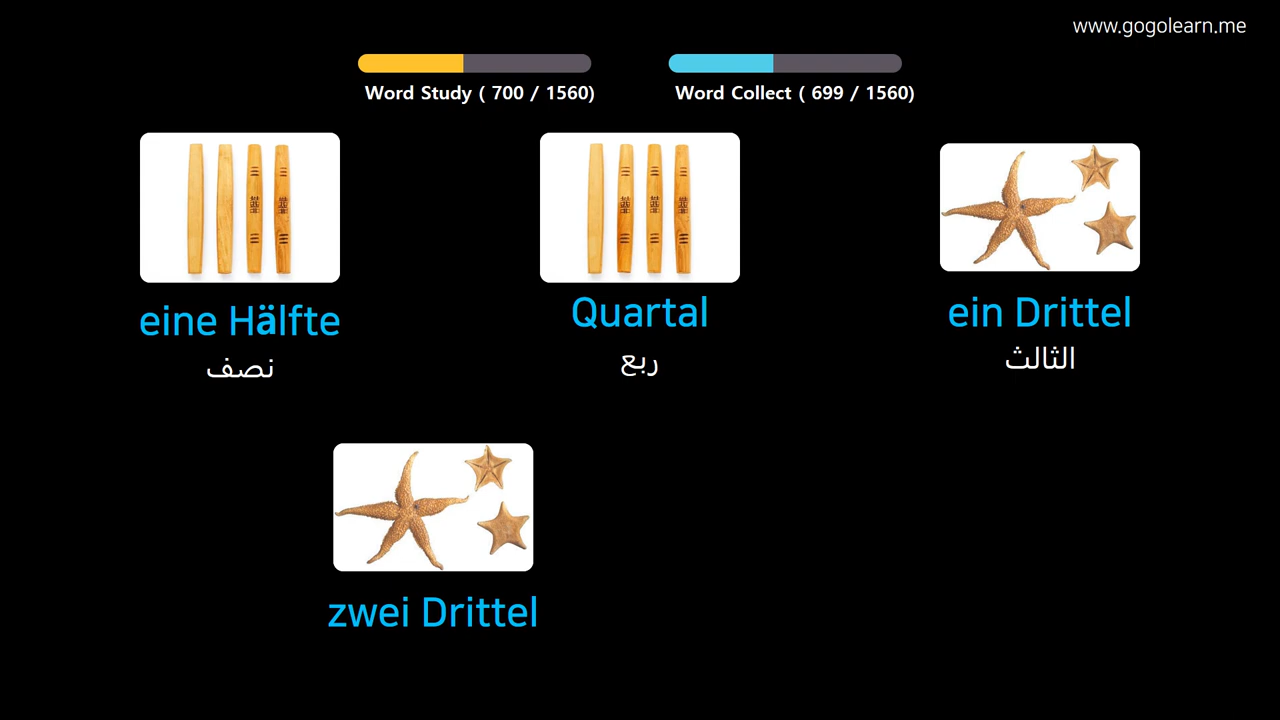 www.gogolearn.me
Word Study ( 700 / 1560)
Word Collect ( 699 / 1560)
eine Hälfte
نصف
Quartal
ربع
ein Drittel
الثالث
zwei Drittel